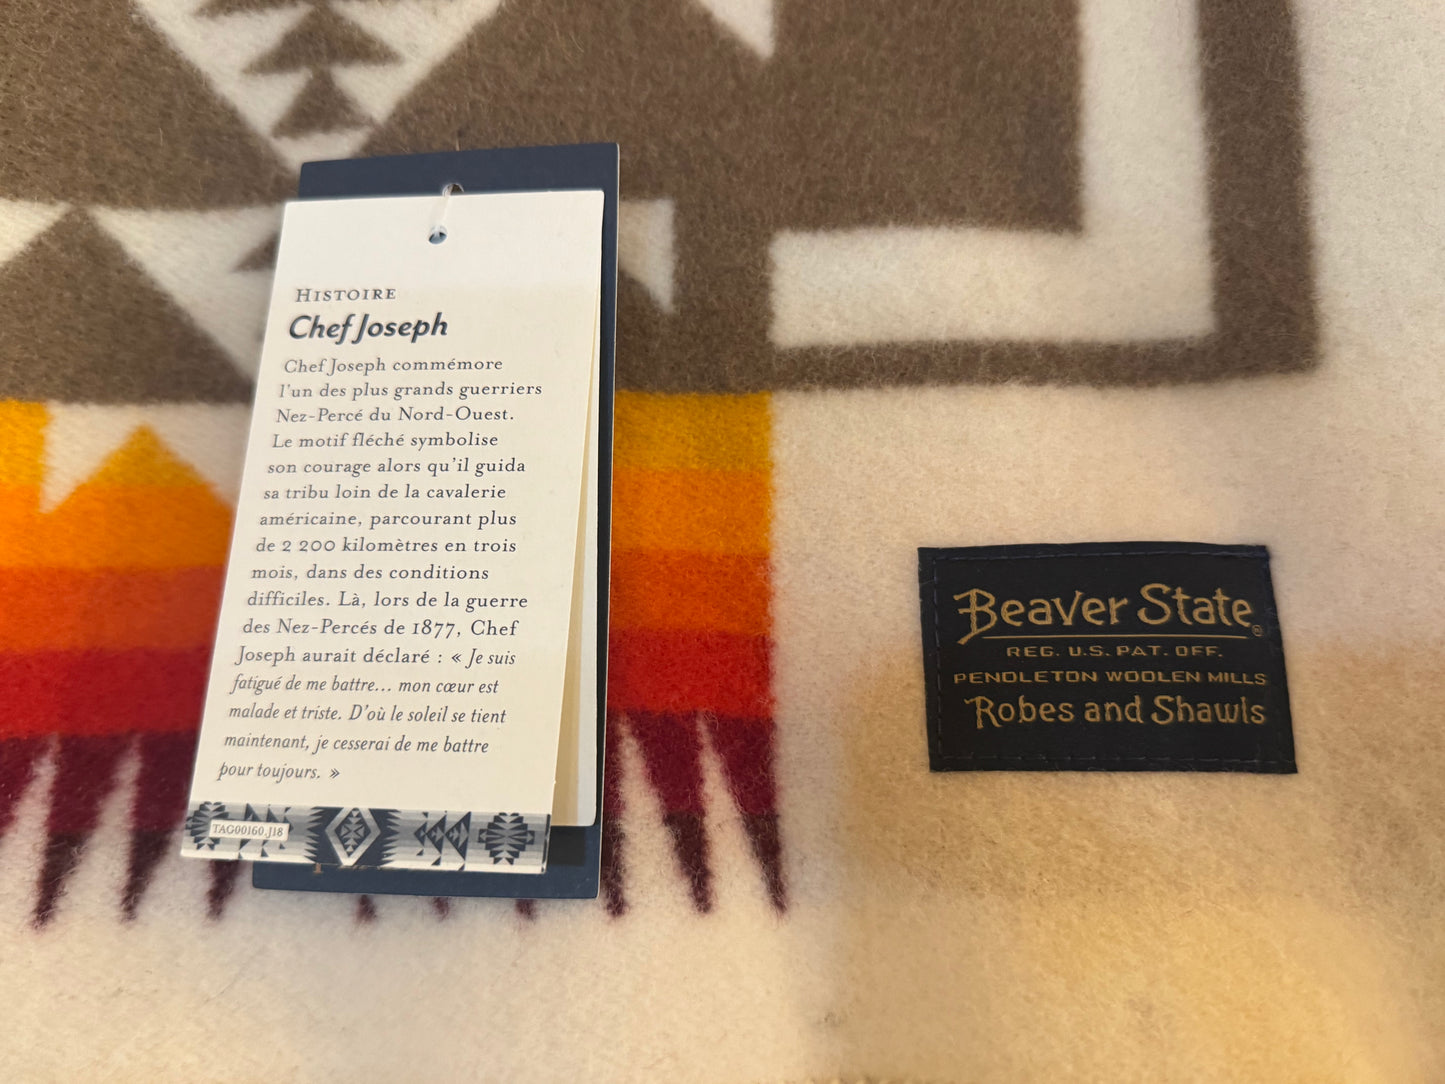 Histoire
Chef Joseph
Chef Joseph commémore
l'un des plus grands guerriers
Nez-Percé du Nord-Ouest.
Le motif fléché symbolise
son courage alors qu'il guida
sa tribu loin de la cavalerie
américaine, parcourant plus
de 2 200 kilomètres en trois
mois, dans des conditions
difficiles. Là, lors de la guerre
des Nez-Percés de 1877, Chef
Joseph aurait déclaré : « Je suis
fatigué de me battre... mon cœur est
malade et triste. D'où le soleil se tient
maintenant, je cesserai de me battre
pour toujours. »
TAG00160.J18
Beaver State®
REG. U.S. PAT. OFF.
PENDLETON WOOLEN MILLS
Robes and Shawls